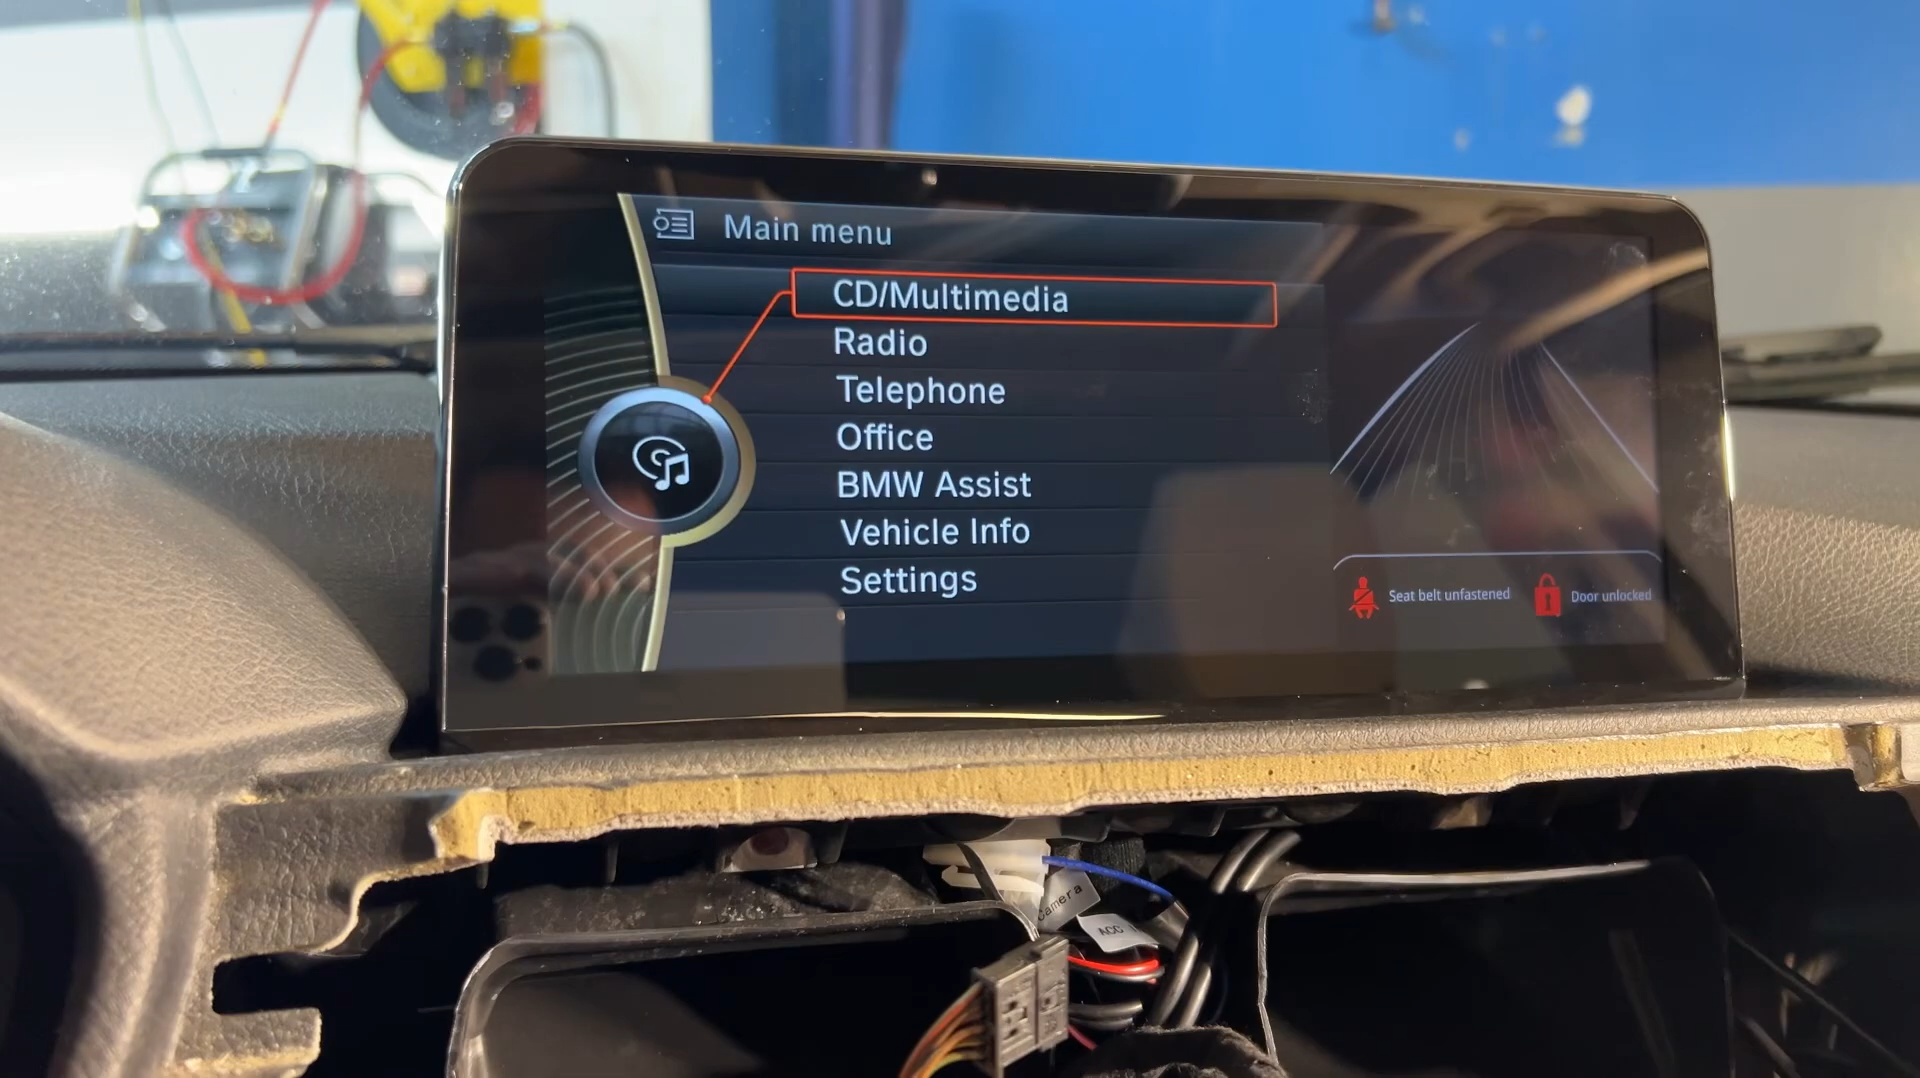 Main menu
CD/Multimedia
Radio
Telephone
Office
BMW Assist
Vehicle Info
Settings
Seat belt unfastened
Door unlocked
Camera
ACC